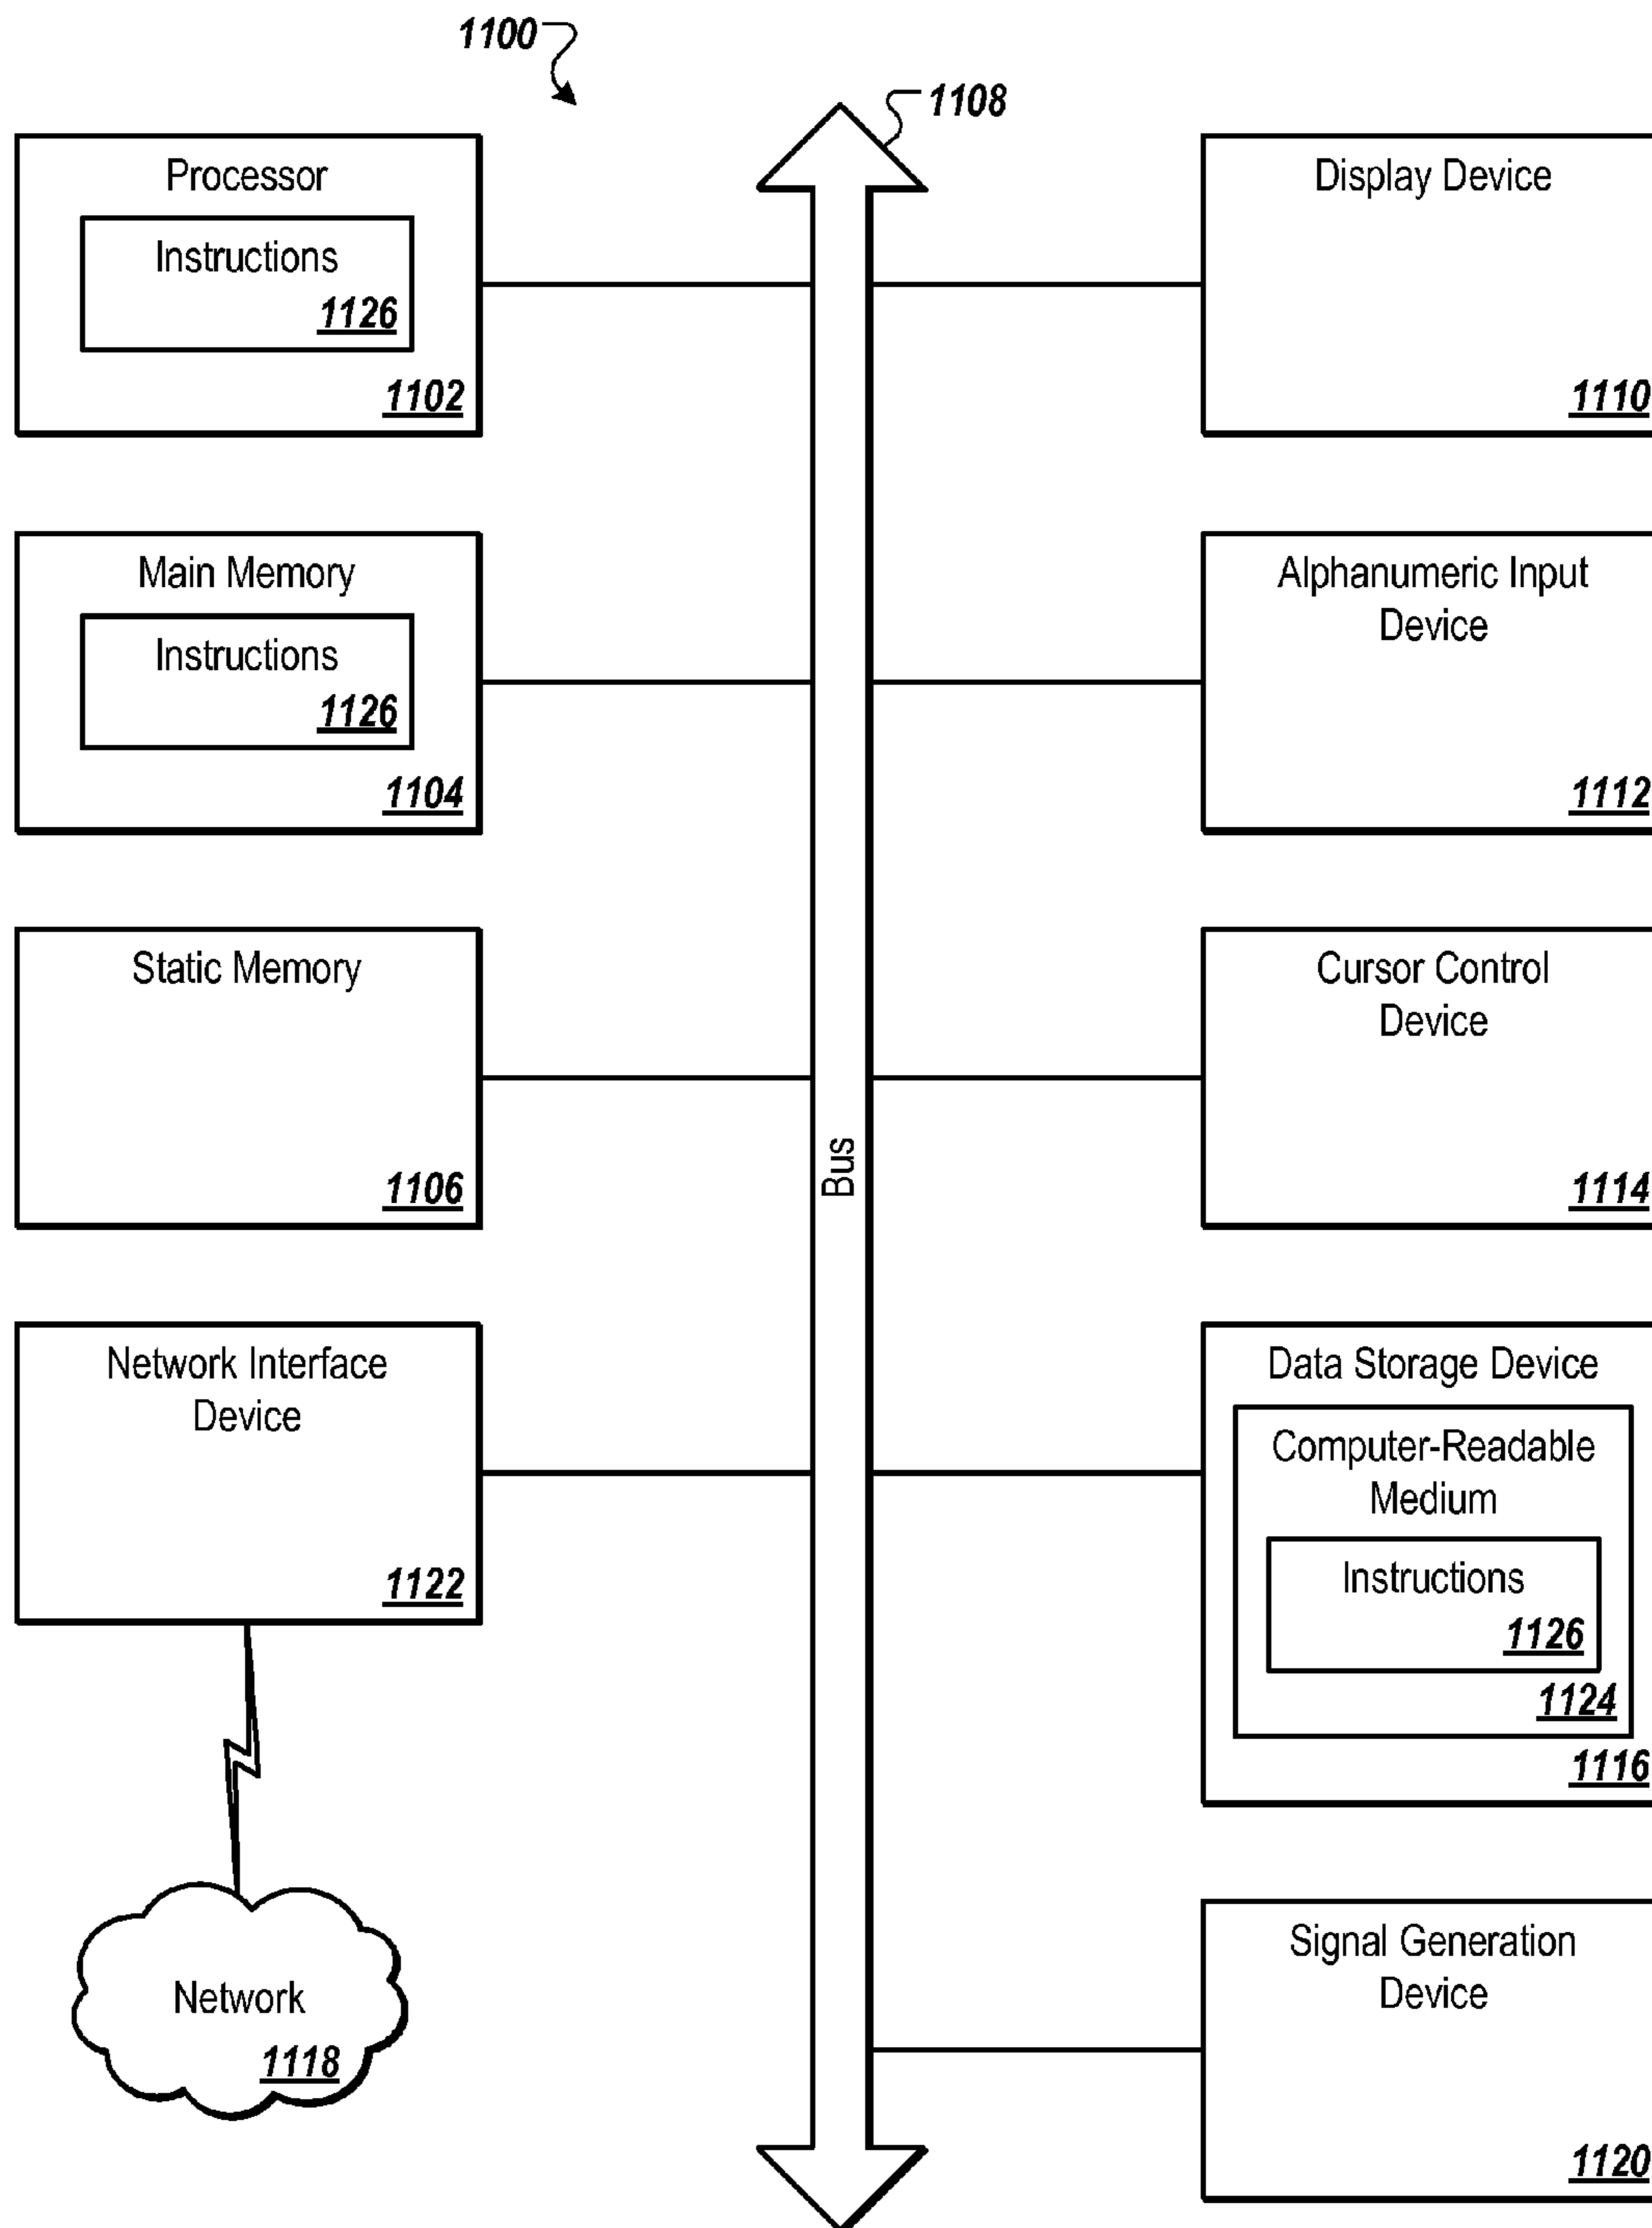 1100
1108
Processor
Instructions
1126
1102
Display Device
1110
Main Memory
Instructions
1126
1104
Alphanumeric Input
Device
1112
Static Memory
1106
Cursor Control
Device
1114
Bus
Network Interface
Device
1122
Data Storage Device
Computer-Readable
Medium
Instructions
1126
1124
1116
Network
1118
Signal Generation
Device
1120